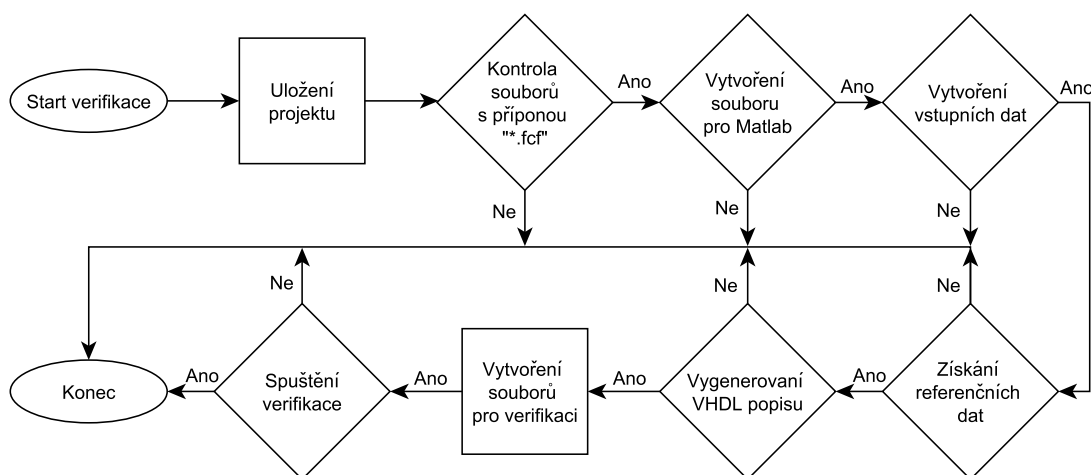 Start verifikace
Uložení
projektu
Kontrola
souborů
s příponou
"*.fcf"
Ano
Vytvoření
souboru
pro Matlab
Ano
Vytvoření
vstupních dat
Ano
Ne
Ne
Ne
Ne
Ne
Ne
Konec
Ano
Spuštění
verifikace
Ano
Vytvoření
souborů
pro verifikaci
Ano
Vygenerovaní
VHDL popisu
Ano
Získání
referenčních
dat